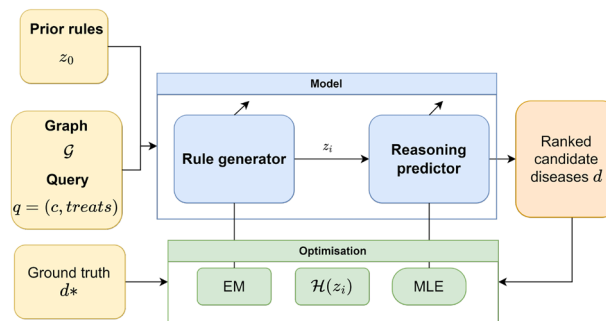 Prior rules
z₀
Graph
𝒢
Query
q = (c, treats)
Ground truth
d*
Model
Rule generator
zᵢ
Reasoning
predictor
Ranked
candidate
diseases d
Optimisation
EM
ℋ(zᵢ)
MLE